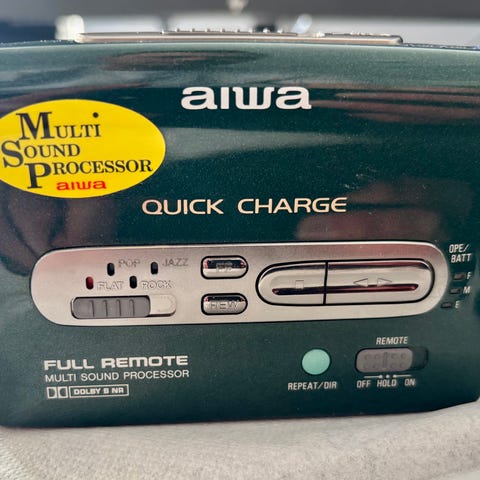 aiwa
MULTi
SOUND
PROCESSOR
aiwa
QUICK CHARGE
POP JAZZ
FLAT ROCK
FF
REW
OPE/
BATT
F
M
E
FULL REMOTE
MULTI SOUND PROCESSOR
DOLBY B NR
REPEAT/DIR
REMOTE
OFF HOLD ON